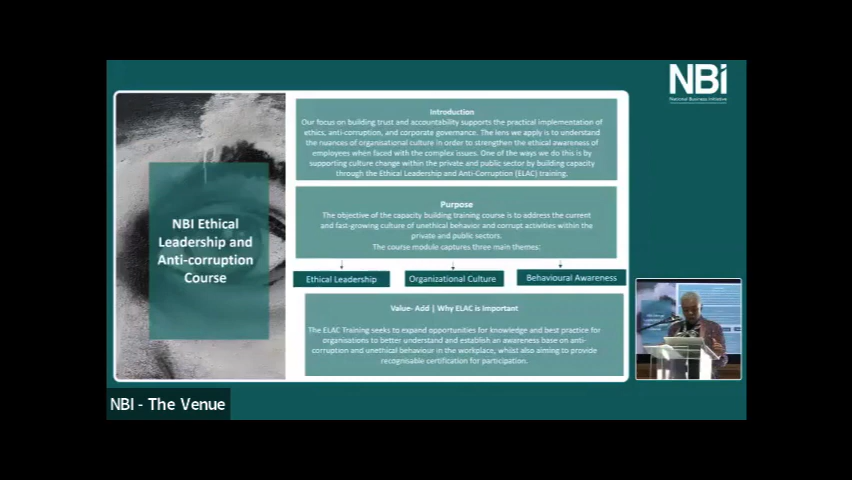 NBi
National Business Initiative
NBI Ethical
Leadership and
Anti-corruption
Course
Introduction
Our focus on building trust and accountability supports the practical implementation of
ethics, anti-corruption, and corporate governance. The lens we apply is to understand
the nuances of organisational culture in order to strengthen the ethical awareness of
employees when faced with the complex issues. One of the ways we do this is by
supporting culture change within the private and public sector by building capacity
through the Ethical Leadership and Anti-Corruption (ELAC) training.
Purpose
The objective of the capacity building training course is to address the current
and fast-growing culture of unethical behavior and corrupt activities within the
private and public sectors.
The course module captures three main themes:
Ethical Leadership
Organizational Culture
Behavioural Awareness
Value- Add | Why ELAC is Important
The ELAC Training seeks to expand opportunities for knowledge and best practice for
organisations to better understand and establish an awareness base on anti-
corruption and unethical behaviour in the workplace, whilst also aiming to provide
recognisable certification for participation.
NBI - The Venue